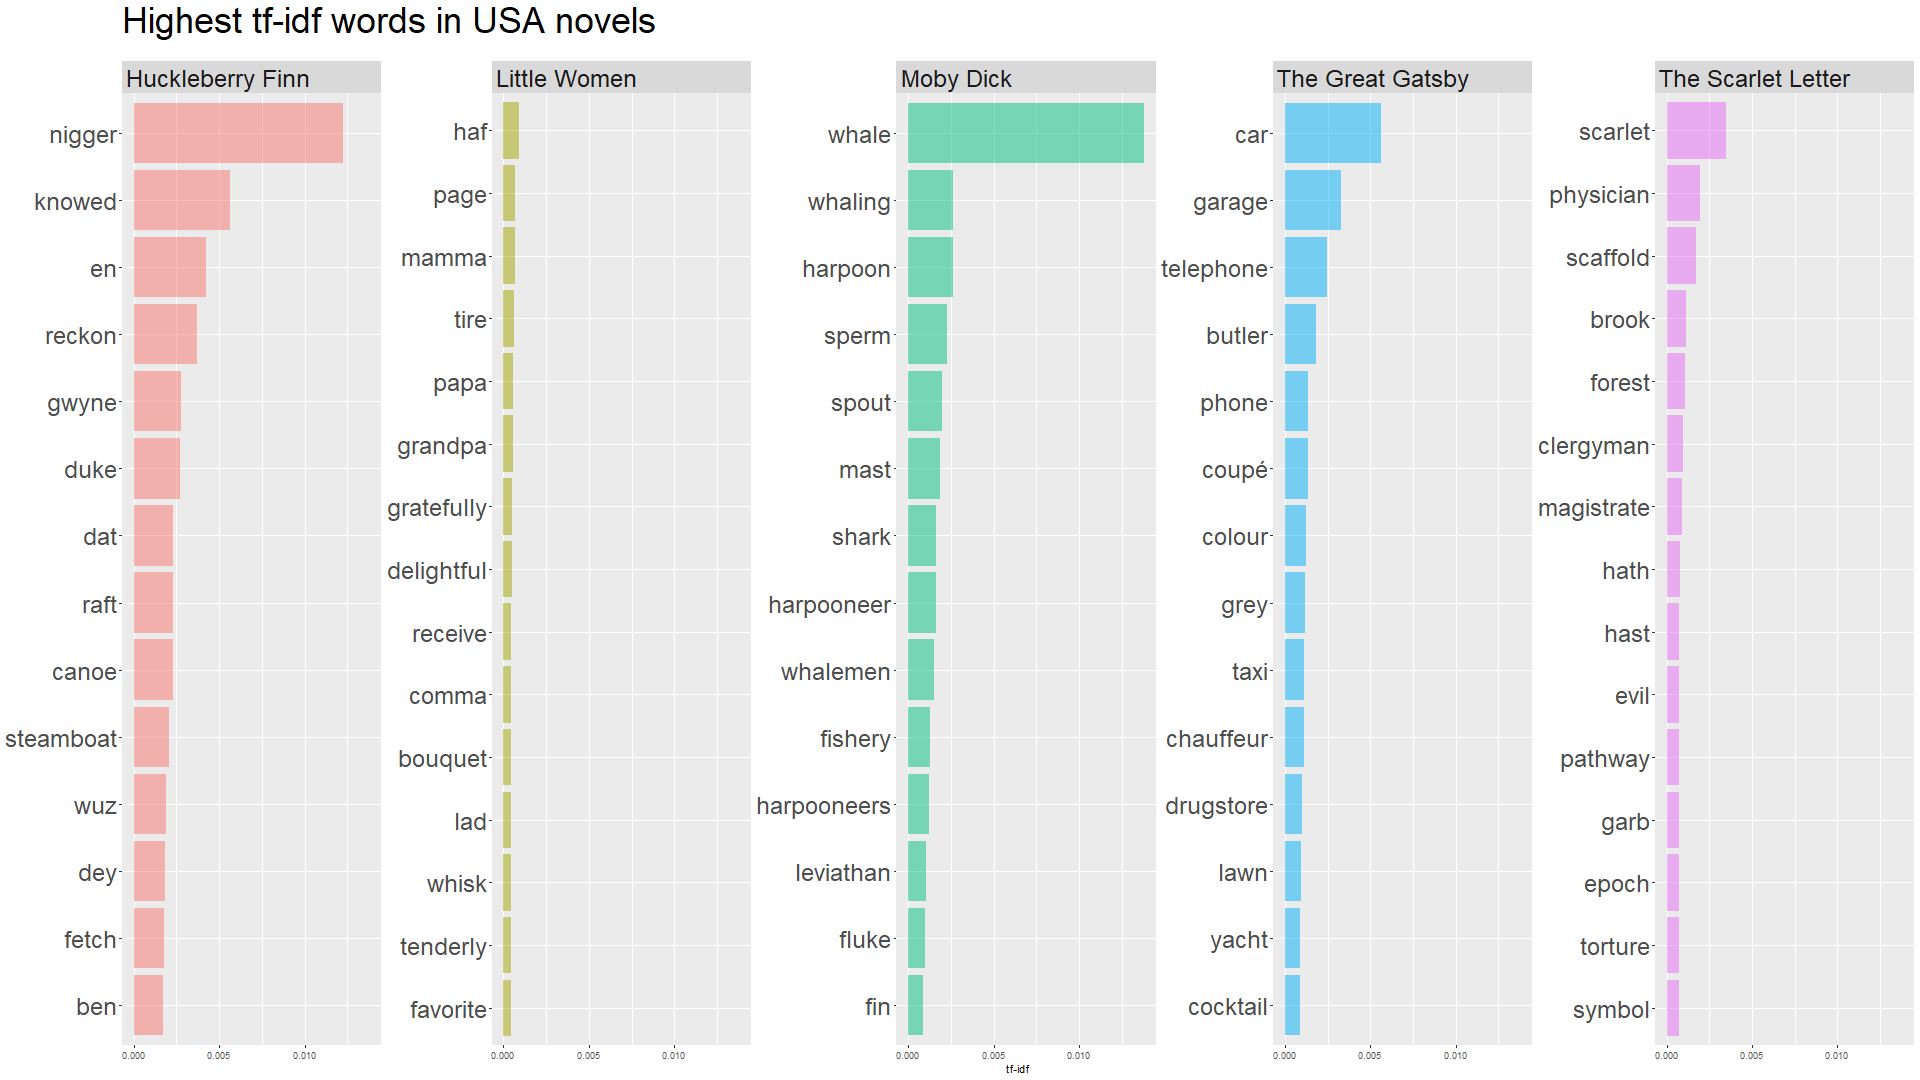 Highest tf-idf words in USA novels
Huckleberry Finn
nigger
knowed
en
reckon
gwyne
duke
dat
raft
canoe
steamboat
wuz
dey
fetch
ben
0.000 0.005 0.010
Little Women
haf
page
mamma
tire
papa
grandpa
gratefully
delightful
receive
comma
bouquet
lad
whisk
tenderly
favorite
0.000 0.005 0.010
Moby Dick
whale
whaling
harpoon
sperm
spout
mast
shark
harpooneer
whalemen
fishery
harpooneers
leviathan
fluke
fin
0.000 0.005 0.010
The Great Gatsby
car
garage
telephone
butler
phone
coupé
colour
grey
taxi
chauffeur
drugstore
lawn
yacht
cocktail
0.000 0.005 0.010
The Scarlet Letter
scarlet
physician
scaffold
brook
forest
clergyman
magistrate
hath
hast
evil
pathway
garb
epoch
torture
symbol
0.000 0.005 0.010
tf-idf